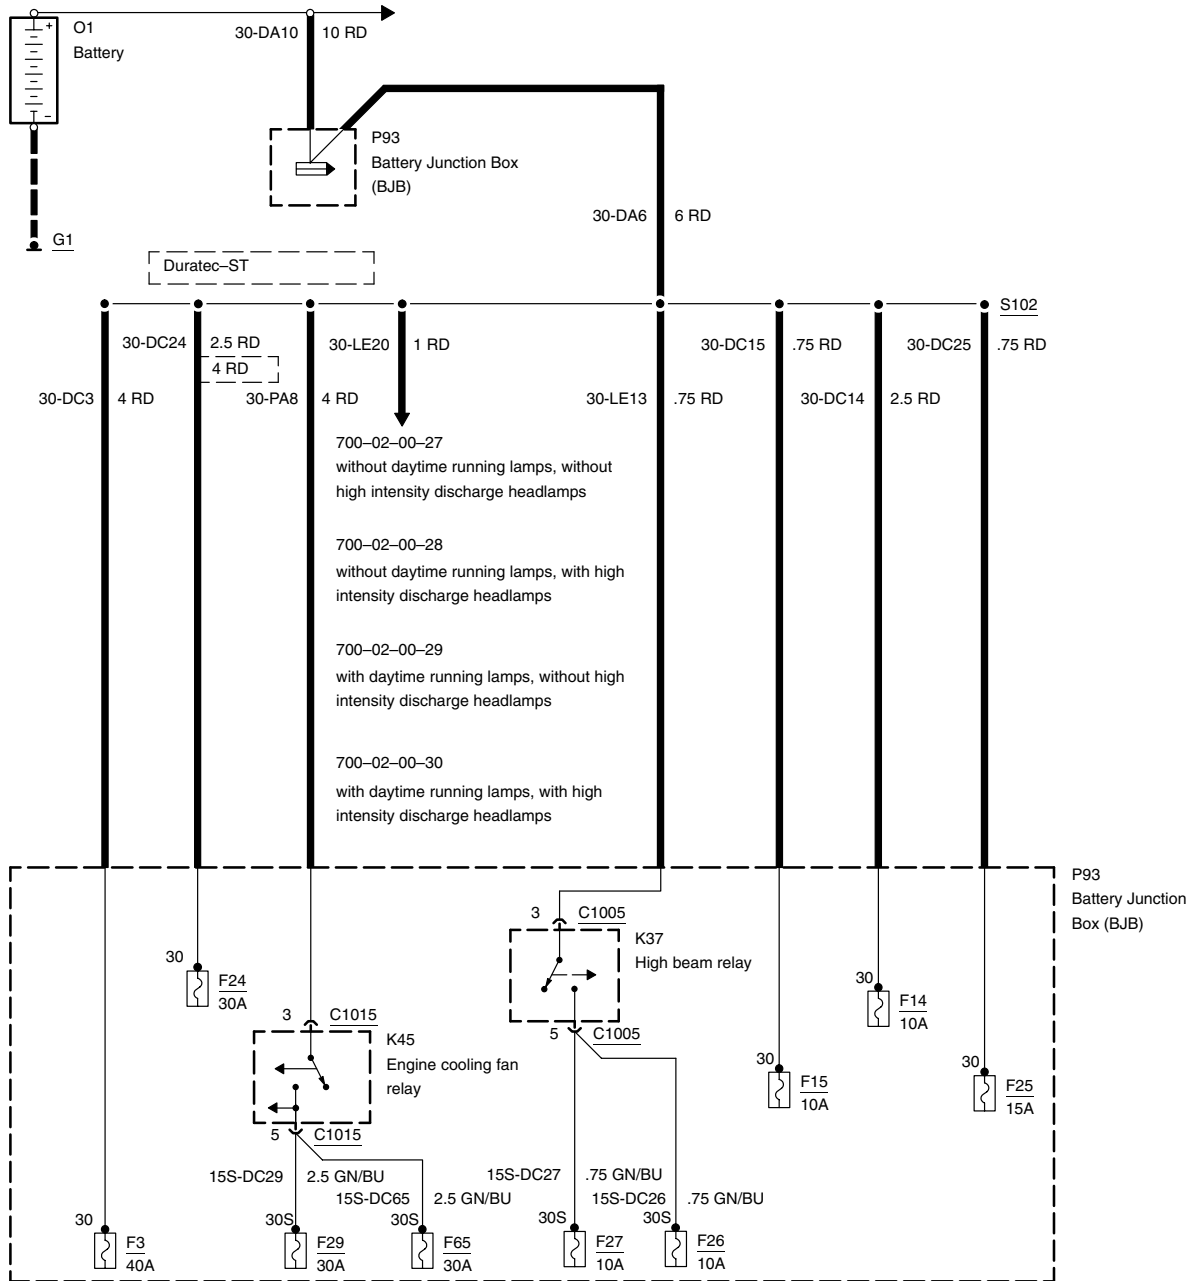 O1
Battery
+
–
30-DA10
10 RD
P93
Battery Junction Box
(BJB)
30-DA6
6 RD
G1
Duratec–ST
S102
30-DC24
2.5 RD
4 RD
30-LE20
1 RD
30-DC15
.75 RD
30-DC25
.75 RD
30-DC3
4 RD
30-PA8
4 RD
30-LE13
.75 RD
30-DC14
2.5 RD
700–02–00–27
without daytime running lamps, without
high intensity discharge headlamps
700–02–00–28
without daytime running lamps, with high
intensity discharge headlamps
700–02–00–29
with daytime running lamps, without high
intensity discharge headlamps
700–02–00–30
with daytime running lamps, with high
intensity discharge headlamps
P93
Battery Junction
Box (BJB)
3
C1005
K37
High beam relay
5
C1005
30
F24
30A
30
F14
10A
3
C1015
K45
Engine cooling fan
relay
5
C1015
30
F15
10A
30
F25
15A
15S-DC29
2.5 GN/BU
15S-DC65
2.5 GN/BU
15S-DC27
.75 GN/BU
15S-DC26
.75 GN/BU
30
F3
40A
30S
F29
30A
30S
F65
30A
30S
F27
10A
30S
F26
10A